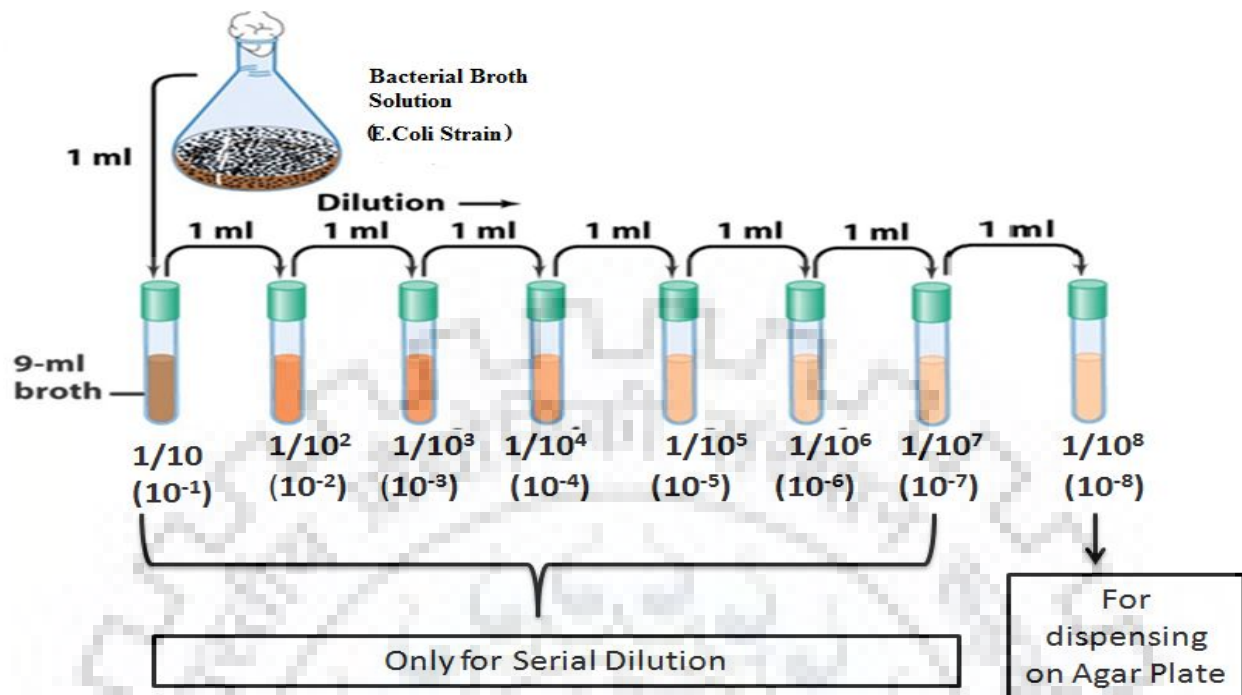 Bacterial Broth
Solution
(E.Coli Strain)
1 ml
Dilution
1 ml 1 ml 1 ml 1 ml 1 ml 1 ml 1 ml
9-ml
broth
1/10 1/10² 1/10³ 1/10⁴ 1/10⁵ 1/10⁶ 1/10⁷ 1/10⁸
(10⁻¹) (10⁻²) (10⁻³) (10⁻⁴) (10⁻⁵) (10⁻⁶) (10⁻⁷) (10⁻⁸)
Only for Serial Dilution
For
dispensing
on Agar Plate